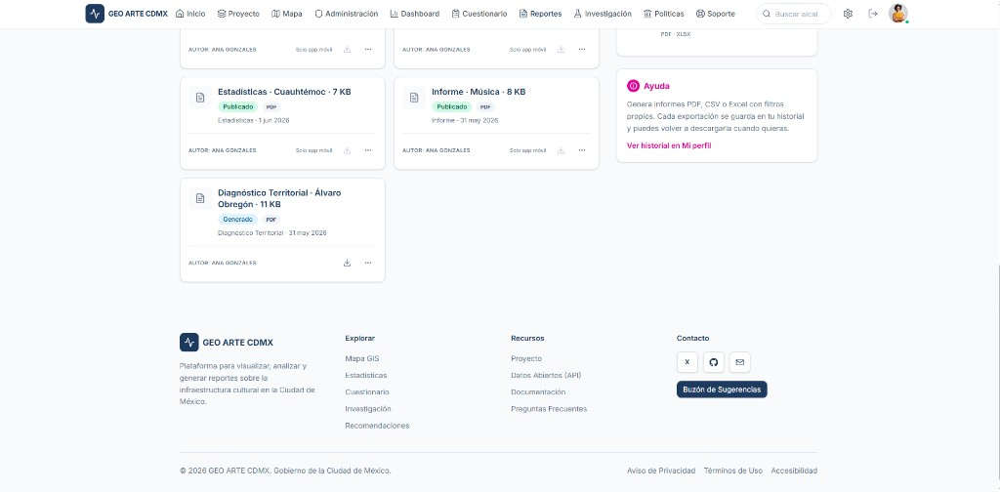 GEO ARTE CDMX Inicio Proyecto Mapa Administración Dashboard Cuestionario Reportes Investigación Políticas Soporte Buscar alcal
AUTOR: ANA GONZALES Solo app móvil
AUTOR: ANA GONZALES Solo app móvil
PDF · XLSX
Estadísticas · Cuauhtémoc · 7 KB
Publicado PDF
Estadísticas · 1 jun 2026
AUTOR: ANA GONZALES Solo app móvil
Informe · Música · 8 KB
Publicado PDF
Informe · 31 may 2026
AUTOR: ANA GONZALES Solo app móvil
Ayuda
Genera informes PDF, CSV o Excel con filtros
propios. Cada exportación se guarda en tu historial
y puedes volver a descargarla cuando quieras.
Ver historial en Mi perfil
Diagnóstico Territorial · Álvaro
Obregón · 11 KB
Generado PDF
Diagnóstico Territorial · 31 may 2026
AUTOR: ANA GONZALES
GEO ARTE CDMX
Plataforma para visualizar, analizar y
generar reportes sobre la
infraestructura cultural en la Ciudad de
México.
Explorar
Mapa GIS
Estadísticas
Cuestionario
Investigación
Recomendaciones
Recursos
Proyecto
Datos Abiertos (API)
Documentación
Preguntas Frecuentes
Contacto
X
Buzón de Sugerencias
© 2026 GEO ARTE CDMX. Gobierno de la Ciudad de México.
Aviso de Privacidad Términos de Uso Accesibilidad